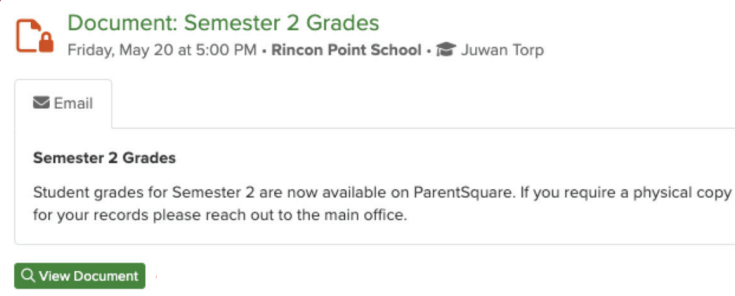 Document: Semester 2 Grades
Friday, May 20 at 5:00 PM • Rincon Point School • Juwan Torp
Email
Semester 2 Grades
Student grades for Semester 2 are now available on ParentSquare. If you require a physical copy
for your records please reach out to the main office.
View Document